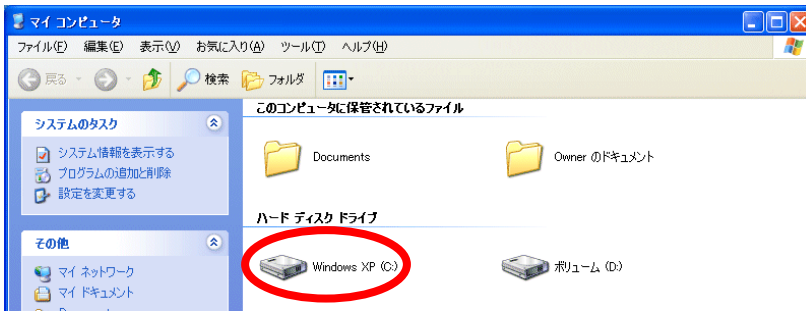 マイ コンピュータ
ファイル(F) 編集(E) 表示(V) お気に入り(A) ツール(T) ヘルプ(H)
戻る 検索 フォルダ
このコンピュータに保管されているファイル
システムのタスク
システム情報を表示する
プログラムの追加と削除
設定を変更する
Documents
Owner のドキュメント
ハード ディスク ドライブ
その他
マイ ネットワーク
マイ ドキュメント
Windows XP (C:)
ボリューム (D:)